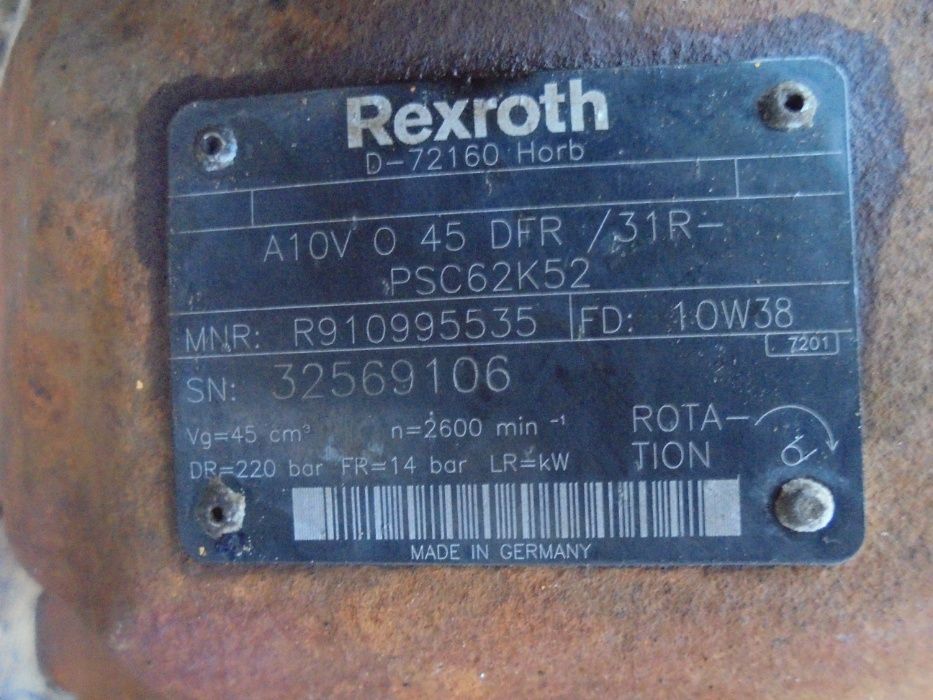 Rexroth
D-72160 Horb
A10V O 45 DFR /31R-
PSC62K52
MNR: R910995535 FD: 10W38
7201
SN: 32569106
Vg=45 cm³ n=2600 min -1
DR=220 bar FR=14 bar LR=kW
ROTA-
TION
MADE IN GERMANY